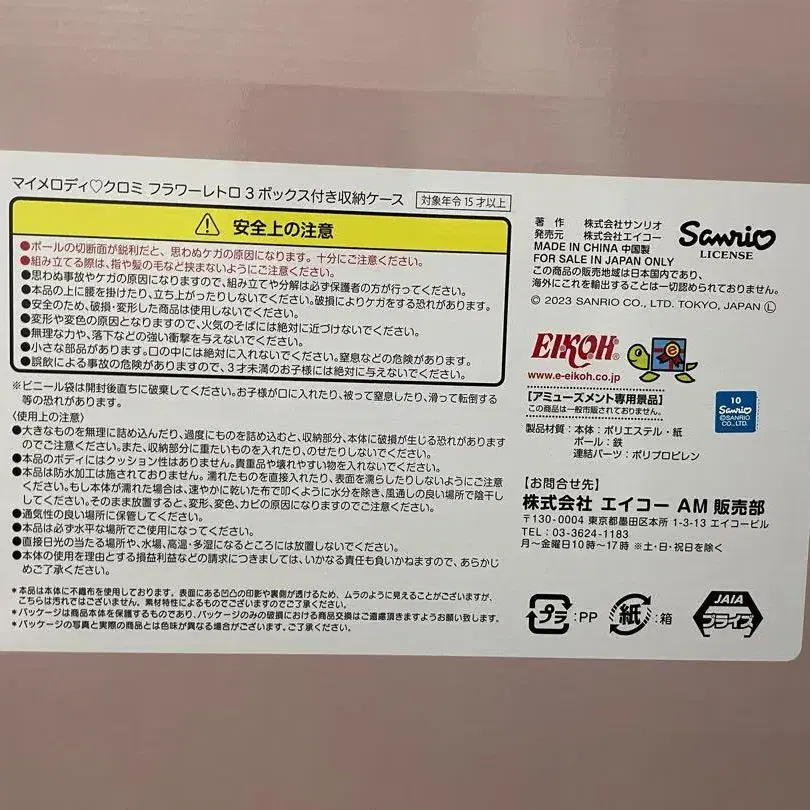 マイメロディ♡クロミ フラワーレトロ 3 ボックス付き収納ケース 対象年令 15 才以上
安全上の注意
●ポールの切断面が鋭利だと、思わぬケガの原因になります。十分にご注意ください。
●組み立てる際は、指や髪の毛など挟まないようにご注意ください。
●思わぬ事故やケガの原因になりますので、組み立てや分解は必ず保護者の方が行ってください。
●本品の上に腰を掛けたり、立ち上がったりしないでください。破損によりケガをする恐れがあります。
●安全のため、破損・変形した商品は使用しないでください。
●変形や変色の原因となりますので、火気のそばには絶対に近づけないでください。
●無理な力や、落下などの強い衝撃を与えないでください。
●小さな部品があります。口の中には絶対に入れないでください。窒息などの危険があります。
●誤飲による事故の危険がありますので、3才未満のお子様には絶対に与えないでください。
※ビニール袋は開封後直ちに破棄してください。お子様が口に入れたり、被って窒息したり、滑って転倒する
等の恐れがあります。
〈使用上の注意〉
●大きなものを無理に詰め込んだり、過度にものを詰め込むと、収納部分、本体に破損が生じる恐れがあります
のでご注意ください。また、収納部分に重たいものを入れたり、のせたりしないでください。
●本品のボディにはクッション性はありません。貴重品や壊れやすい物を入れないでください。
●本品は防水加工は施されておりません。濡れたものを直接入れたり、表面を濡らしたりしないようにご注意
ください。もし本体が濡れた場合は、速やかに乾いた布で叩くように水分を除き、風通しの良い場所で陰干し
してください。そのまま放置すると、変形、変色、カビの原因になりますのでご注意ください。
●通気性の良い場所に保管してください。
●本品は必ず水平な場所でご使用になってください。
●直接日光の当たる場所や、水場、高温・多湿になるところには放置しないでください。
●本体の使用を理由とする損益利益などの請求につきましては、いかなる責任も負いかねますので、あらかじ
めご了承ください。
*本品は本体に不織布を使用しております。表面にある凹凸の印影や裏側が透けるため、ムラのように見えることがございますが、
こちらは汚れではございません。素材特性によるものでございますのでご了承ください。
*パッケージは商品本体を保護するものであり、パッケージのみの破損における商品交換はご遠慮頂きますようお願い致します。
*パッケージの写真と実際の商品とは色味が異なる場合がございます。ご了承ください。
著 作 株式会社サンリオ
発売元 株式会社エイコー
MADE IN CHINA 中国製
FOR SALE IN JAPAN ONLY
この商品の販売地域は日本国内であり、
海外にこれを輸出することは一切認められておりません。
© 2023 SANRIO CO., LTD. TOKYO, JAPAN Ⓛ
Sanrio
LICENSE
EIKOH®
e
www.e-eikoh.co.jp
【アミューズメント専用景品】
この商品は一般市販されておりません。
10
Sanrio
©SANRIO
CO.,LTD.
製品材質：本体：ポリエステル・紙
ポール：鉄
連結パーツ：ポリプロピレン
【お問合せ先】
株式会社 エイコー AM 販売部
〒130-0004 東京都墨田区本所 1-3-13 エイコービル
TEL：03-3624-1183
月〜金曜日10時〜17時 ※土・日・祝日を除く
プラ：PP
紙：箱
JAIA
プライズ